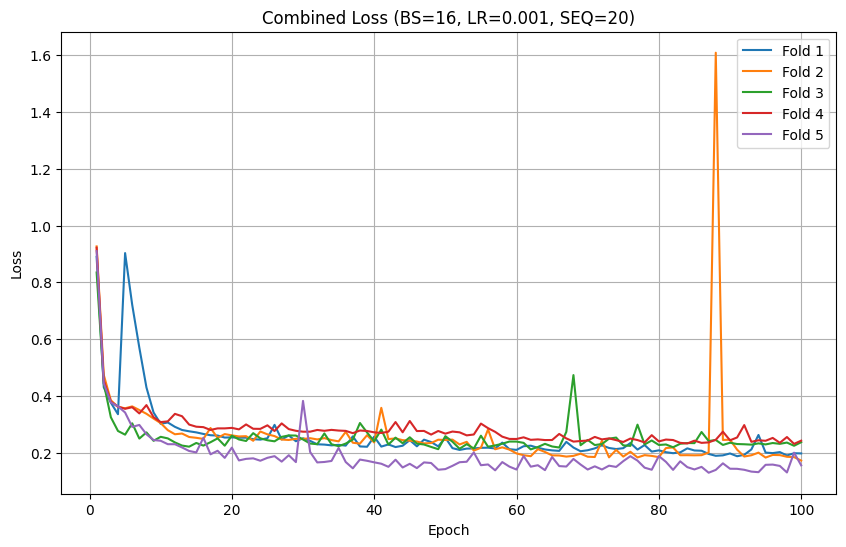 Combined Loss (BS=16, LR=0.001, SEQ=20)
Fold 1
Fold 2
Fold 3
Fold 4
Fold 5
1.6
1.4
1.2
1.0
0.8
0.6
0.4
0.2
Loss
0
20
40
60
80
100
Epoch